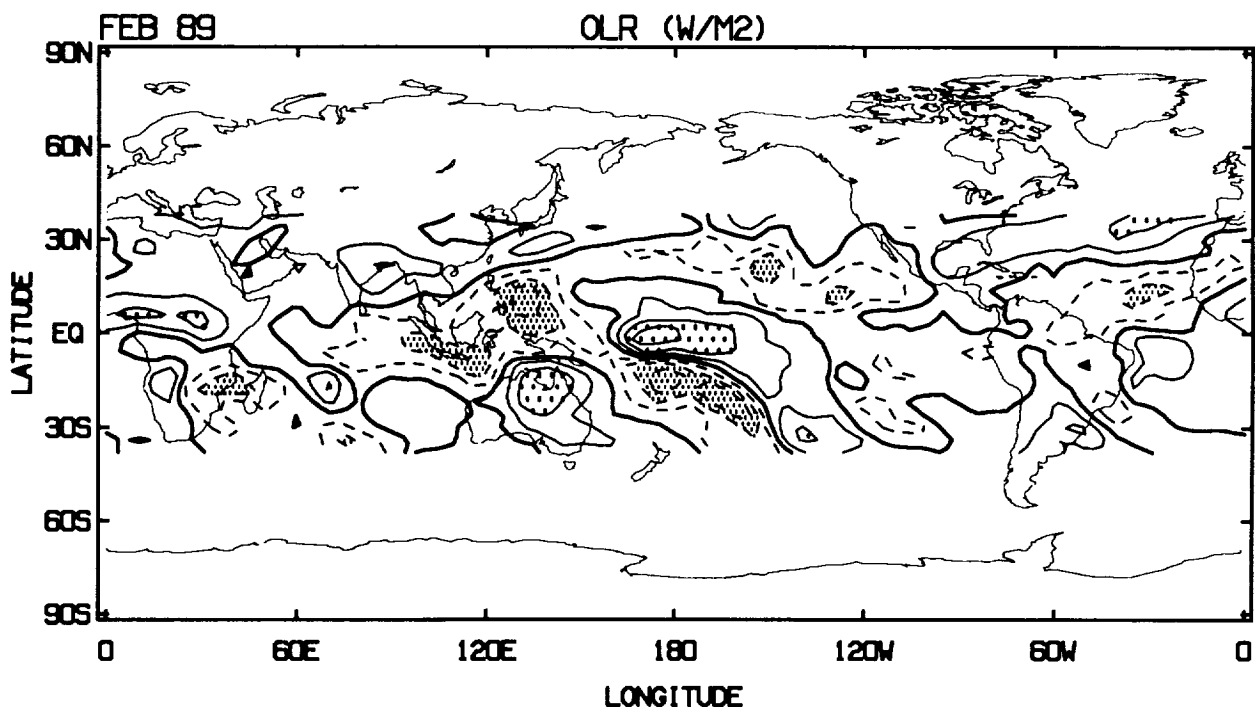 FEB 89 OLR (W/M2)
90N
60N
30N
EQ
30S
60S
90S
LATITUDE
0 60E 120E 180 120W 60W 0
LONGITUDE